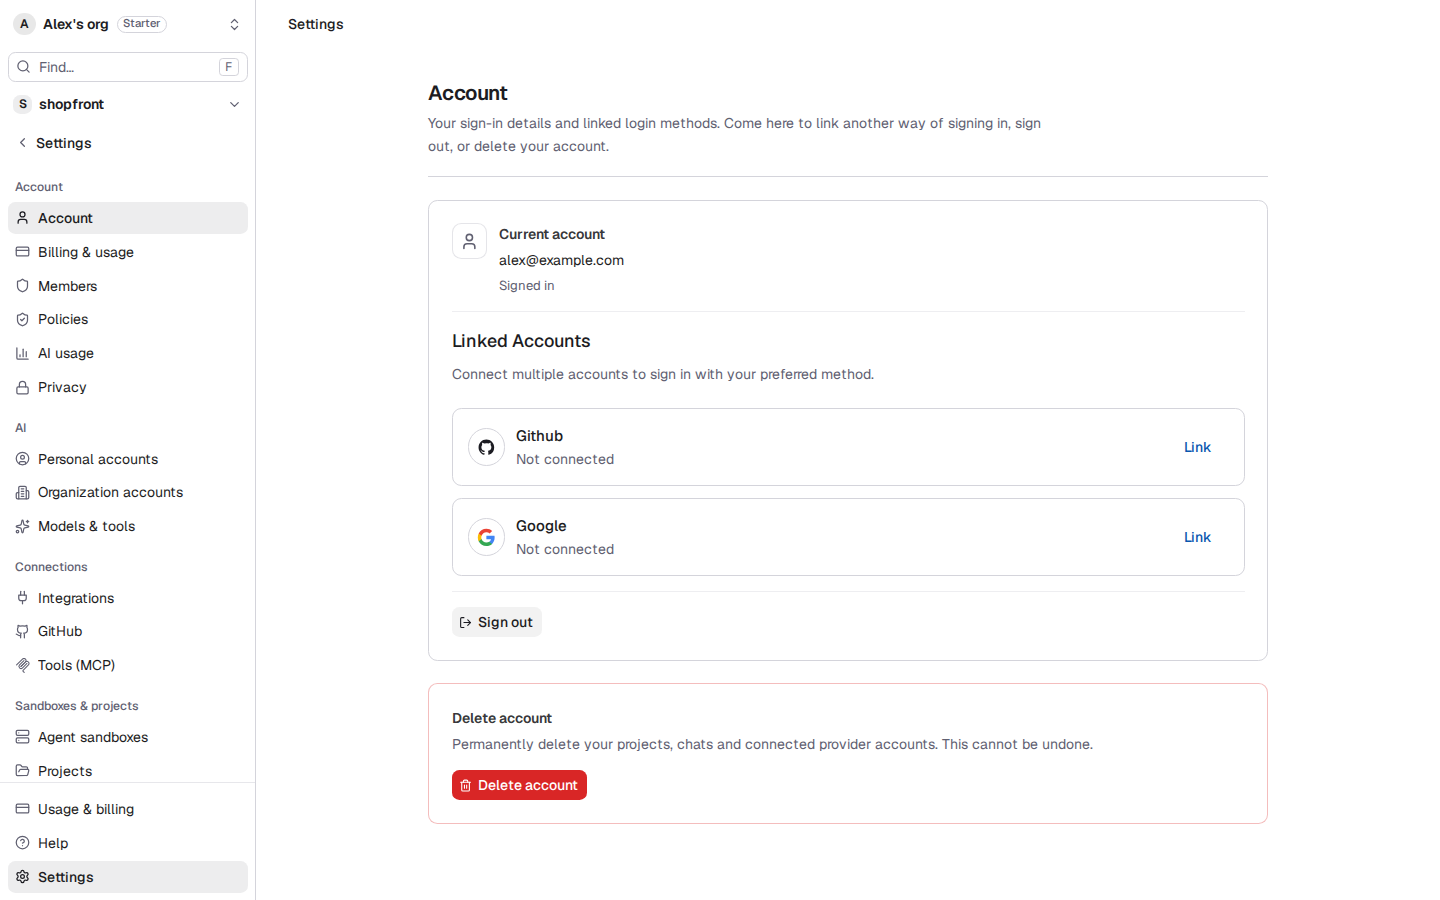 A Alex's org Starter
Find... F
S shopfront
Settings
Account
Account
Billing & usage
Members
Policies
AI usage
Privacy
AI
Personal accounts
Organization accounts
Models & tools
Connections
Integrations
GitHub
Tools (MCP)
Sandboxes & projects
Agent sandboxes
Projects
Usage & billing
Help
Settings
Settings
Account
Your sign-in details and linked login methods. Come here to link another way of signing in, sign
out, or delete your account.
Current account
alex@example.com
Signed in
Linked Accounts
Connect multiple accounts to sign in with your preferred method.
Github
Not connected
Link
Google
Not connected
Link
Sign out
Delete account
Permanently delete your projects, chats and connected provider accounts. This cannot be undone.
Delete account